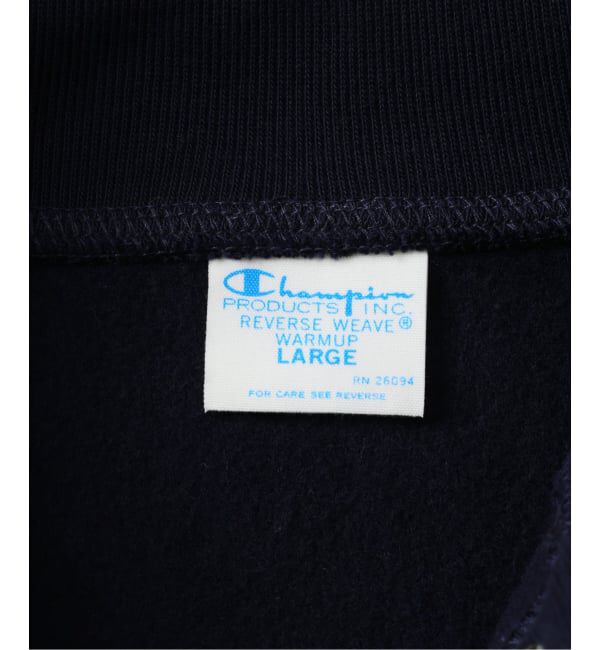 Champion
PRODUCTS INC.
REVERSE WEAVE®
WARMUP
LARGE
RN 26094
FOR CARE SEE REVERSE